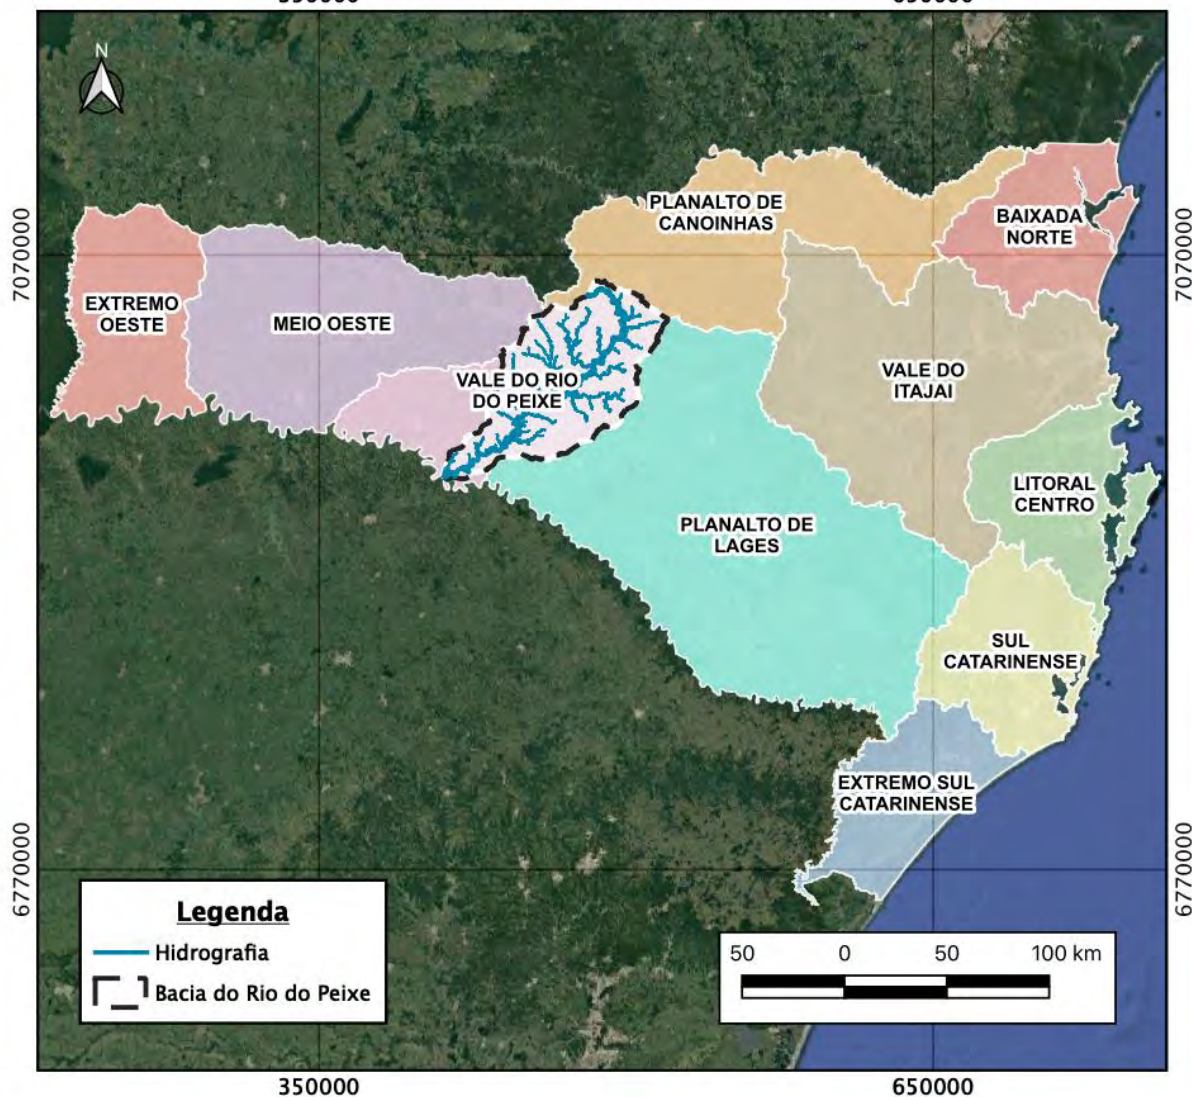 350000
650000
N
7070000
7070000
PLANALTO DE
CANOINHAS
BAIXADA
NORTE
EXTREMO
OESTE
MEIO OESTE
VALE DO RIO
DO PEIXE
VALE DO
ITAJAI
LITORAL
CENTRO
PLANALTO DE
LAGES
SUL
CATARINENSE
EXTREMO SUL
CATARINENSE
6770000
6770000
Legenda
Hidrografia
Bacia do Rio do Peixe
50 0 50 100 km
350000
650000